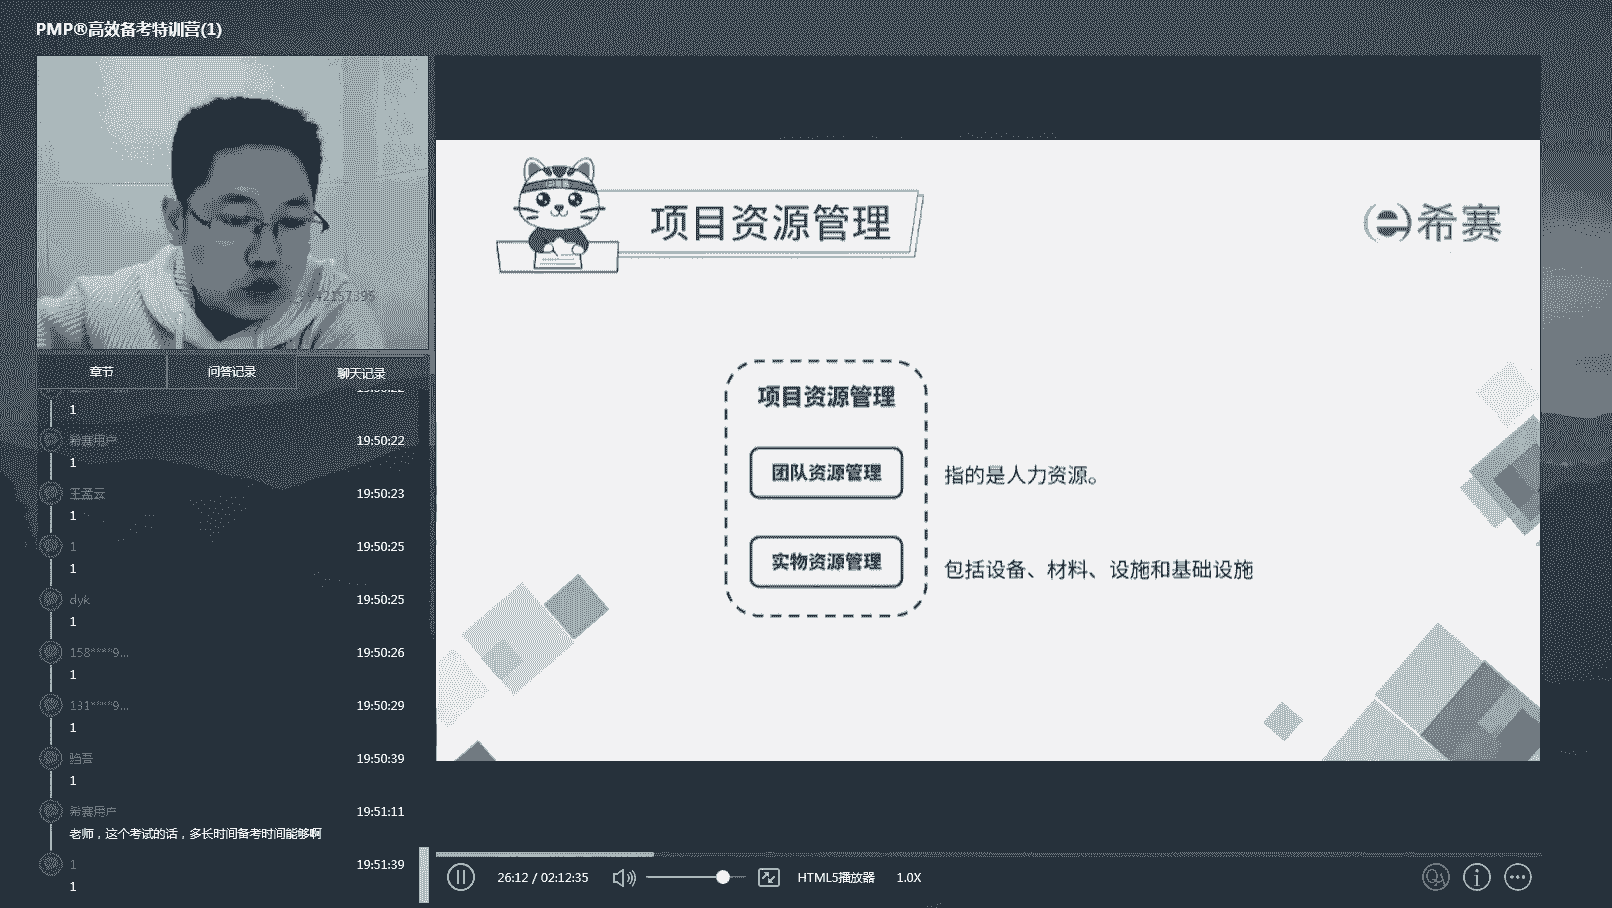 PMP®高效备考特训营(1)
项目资源管理
希赛
项目资源管理
团队资源管理
指的是人力资源。
实物资源管理
包括设备、材料、设施和基础设施
章节
问答记录
聊天记录
1
希赛用户
19:50:22
1
王孟云
19:50:23
1
1
19:50:25
1
dyk
19:50:25
1
158****9...
19:50:26
1
131****9...
19:50:29
1
19:50:39
1
希赛用户
19:51:11
老师，这个考试的话，多长时间备考时间能够啊
1
19:51:39
1
26:12 / 02:12:35
HTML5播放器
1.0X